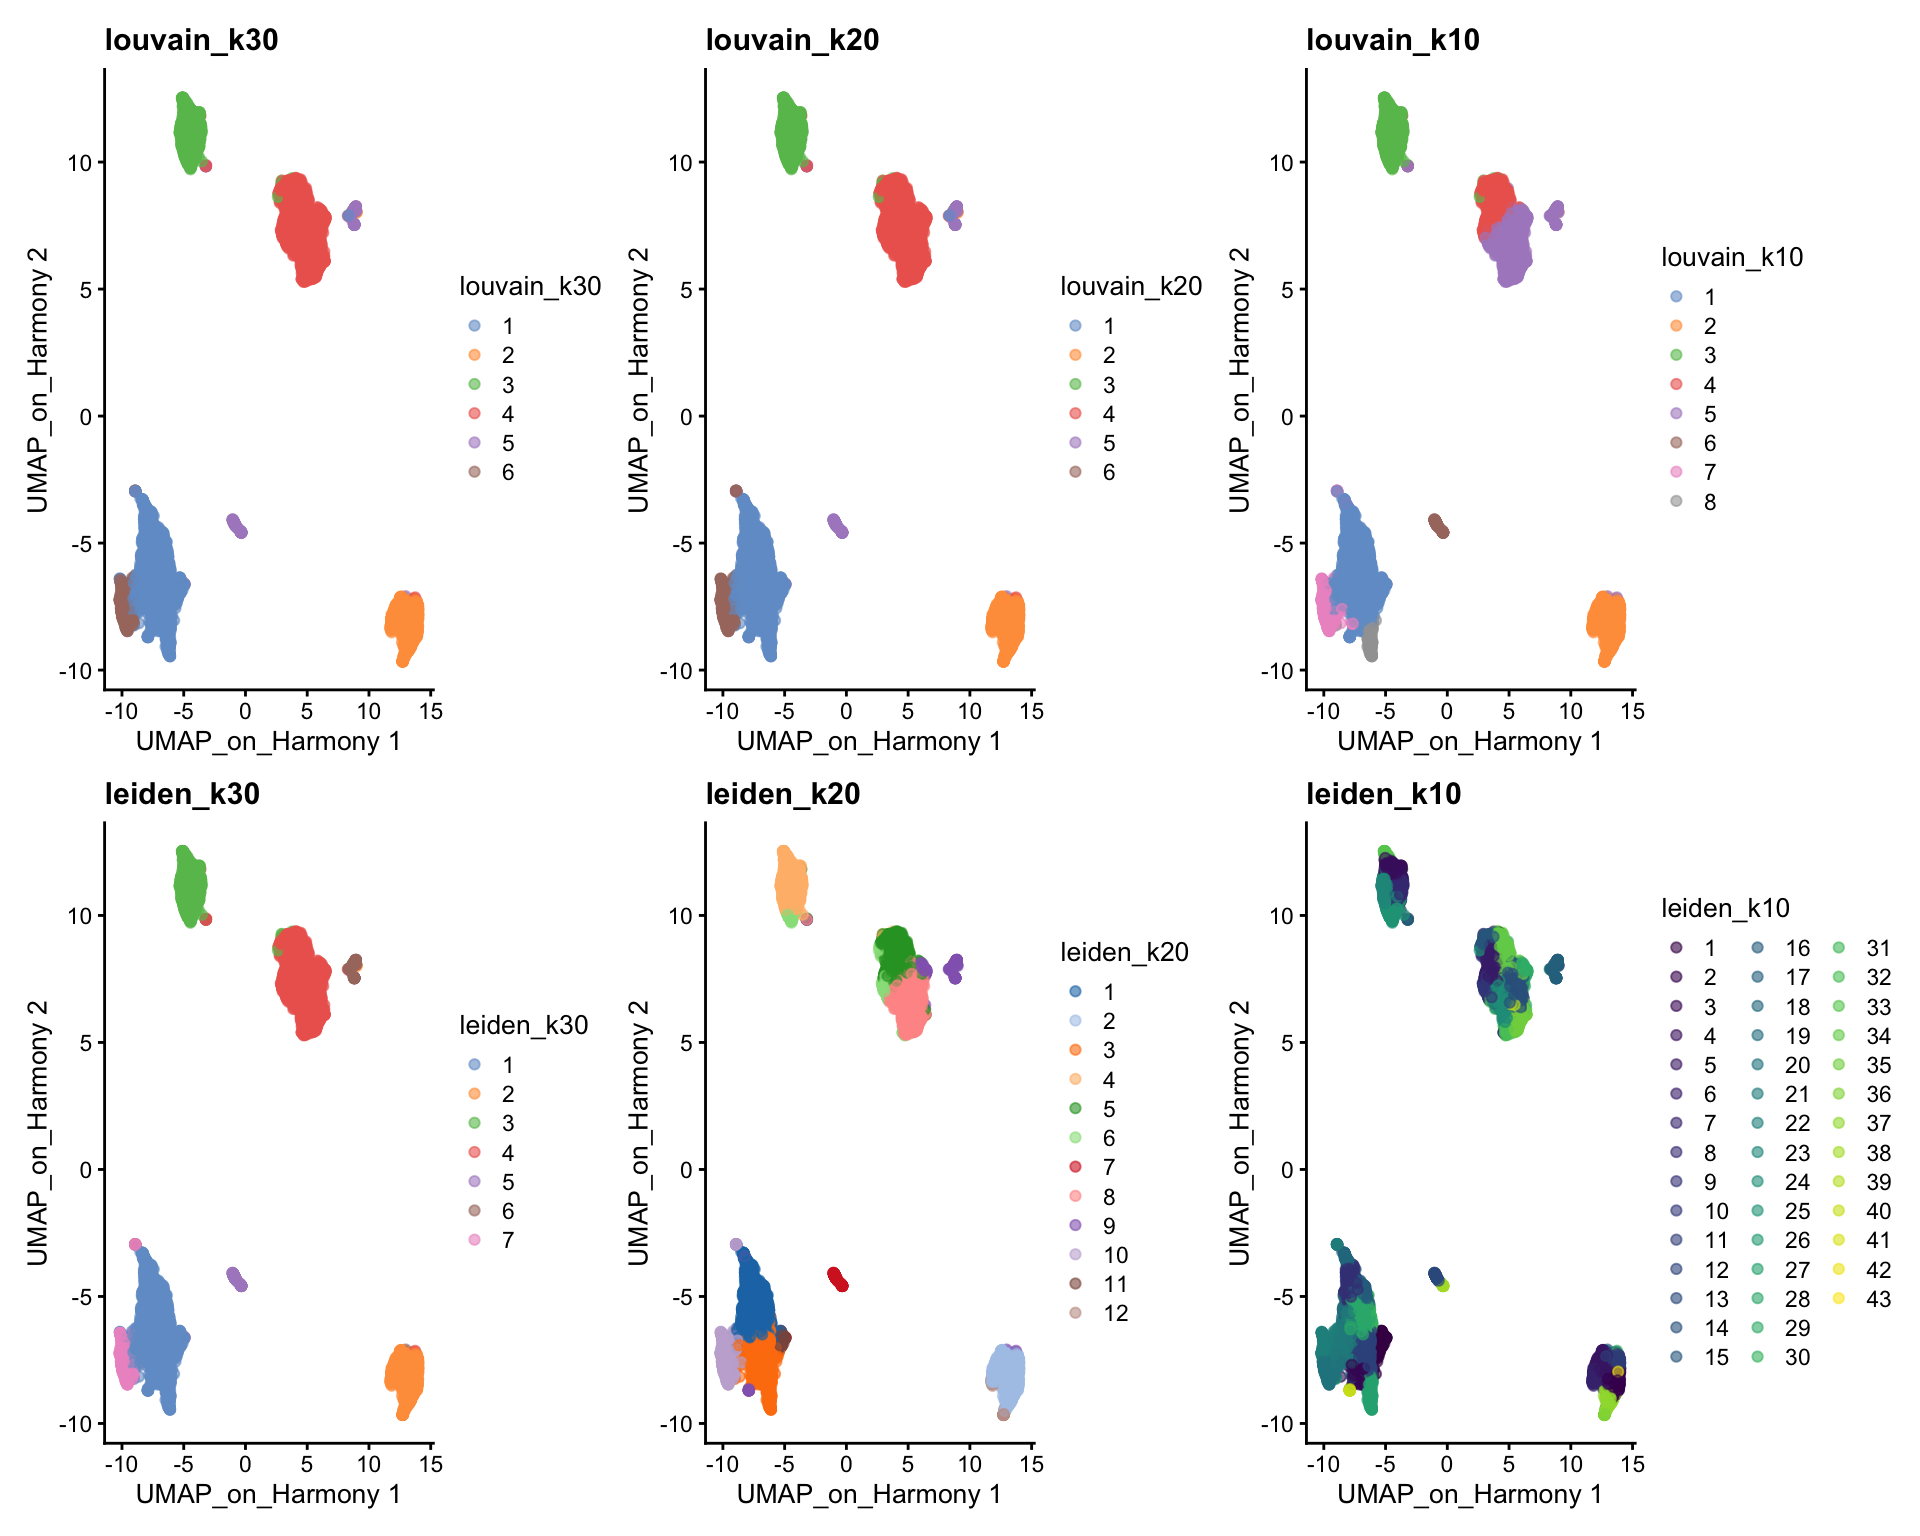 louvain_k30
louvain_k20
louvain_k10
10
5
0
-5
-10
-10 -5 0 5 10 15
UMAP_on_Harmony 1
UMAP_on_Harmony 2
louvain_k30
1
2
3
4
5
6
10
5
0
-5
-10
-10 -5 0 5 10 15
UMAP_on_Harmony 1
UMAP_on_Harmony 2
louvain_k20
1
2
3
4
5
6
10
5
0
-5
-10
-10 -5 0 5 10 15
UMAP_on_Harmony 1
UMAP_on_Harmony 2
louvain_k10
1
2
3
4
5
6
7
8
leiden_k30
leiden_k20
leiden_k10
10
5
0
-5
-10
-10 -5 0 5 10 15
UMAP_on_Harmony 1
UMAP_on_Harmony 2
leiden_k30
1
2
3
4
5
6
7
10
5
0
-5
-10
-10 -5 0 5 10 15
UMAP_on_Harmony 1
UMAP_on_Harmony 2
leiden_k20
1
2
3
4
5
6
7
8
9
10
11
12
10
5
0
-5
-10
-10 -5 0 5 10 15
UMAP_on_Harmony 1
UMAP_on_Harmony 2
leiden_k10
1 16 31
2 17 32
3 18 33
4 19 34
5 20 35
6 21 36
7 22 37
8 23 38
9 24 39
10 25 40
11 26 41
12 27 42
13 28 43
14 29
15 30